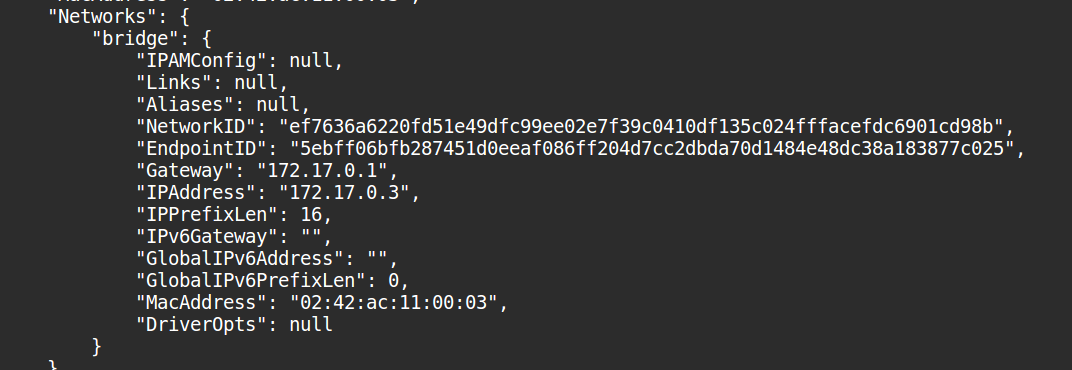 "Networks": {
"bridge": {
"IPAMConfig": null,
"Links": null,
"Aliases": null,
"NetworkID": "ef7636a6220fd51e49dfc99ee02e7f39c0410df135c024fffacefdc6901cd98b",
"EndpointID": "5ebff06bfb287451d0eeaf086ff204d7cc2dbda70d1484e48dc38a183877c025",
"Gateway": "172.17.0.1",
"IPAddress": "172.17.0.3",
"IPPrefixLen": 16,
"IPv6Gateway": "",
"GlobalIPv6Address": "",
"GlobalIPv6PrefixLen": 0,
"MacAddress": "02:42:ac:11:00:03",
"DriverOpts": null
}
}